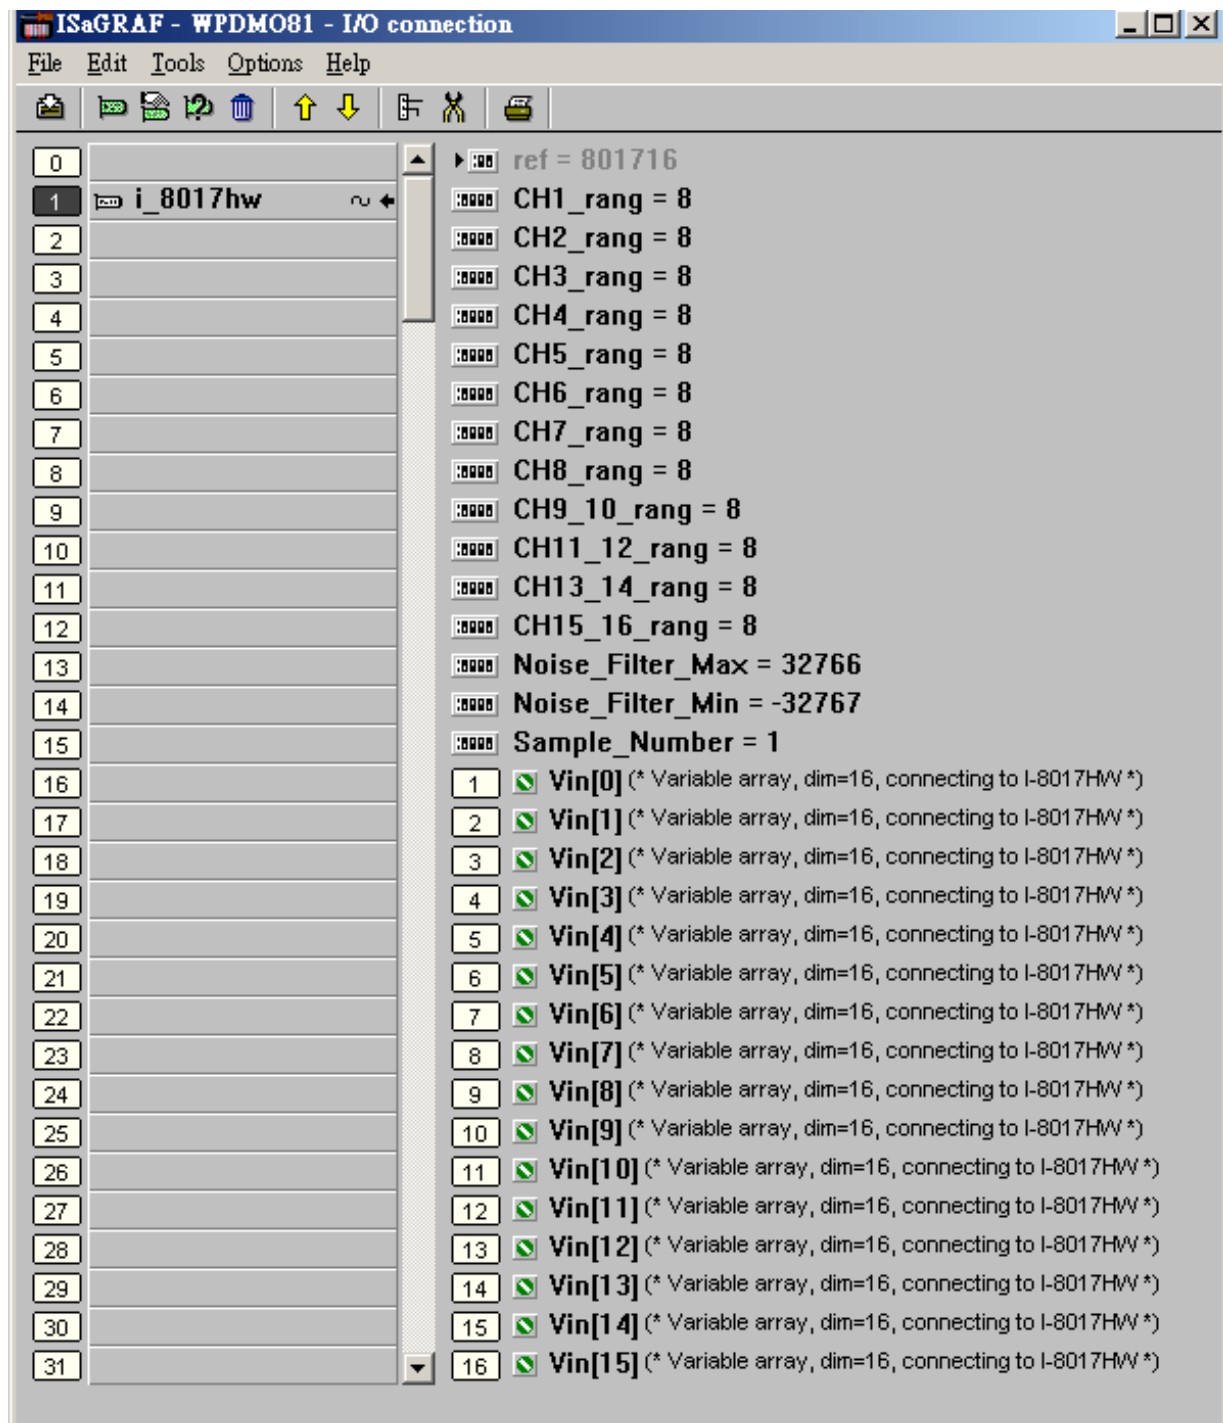 ISaGRAF - WPDMO81 - I/O connection
File Edit Tools Options Help
0
1 i_8017hw
2
3
4
5
6
7
8
9
10
11
12
13
14
15
16
17
18
19
20
21
22
23
24
25
26
27
28
29
30
31
ref = 801716
CH1_rang = 8
CH2_rang = 8
CH3_rang = 8
CH4_rang = 8
CH5_rang = 8
CH6_rang = 8
CH7_rang = 8
CH8_rang = 8
CH9_10_rang = 8
CH11_12_rang = 8
CH13_14_rang = 8
CH15_16_rang = 8
Noise_Filter_Max = 32766
Noise_Filter_Min = -32767
Sample_Number = 1
1 Vin[0] (* Variable array, dim=16, connecting to I-8017HW *)
2 Vin[1] (* Variable array, dim=16, connecting to I-8017HW *)
3 Vin[2] (* Variable array, dim=16, connecting to I-8017HW *)
4 Vin[3] (* Variable array, dim=16, connecting to I-8017HW *)
5 Vin[4] (* Variable array, dim=16, connecting to I-8017HW *)
6 Vin[5] (* Variable array, dim=16, connecting to I-8017HW *)
7 Vin[6] (* Variable array, dim=16, connecting to I-8017HW *)
8 Vin[7] (* Variable array, dim=16, connecting to I-8017HW *)
9 Vin[8] (* Variable array, dim=16, connecting to I-8017HW *)
10 Vin[9] (* Variable array, dim=16, connecting to I-8017HW *)
11 Vin[10] (* Variable array, dim=16, connecting to I-8017HW *)
12 Vin[11] (* Variable array, dim=16, connecting to I-8017HW *)
13 Vin[12] (* Variable array, dim=16, connecting to I-8017HW *)
14 Vin[13] (* Variable array, dim=16, connecting to I-8017HW *)
15 Vin[14] (* Variable array, dim=16, connecting to I-8017HW *)
16 Vin[15] (* Variable array, dim=16, connecting to I-8017HW *)